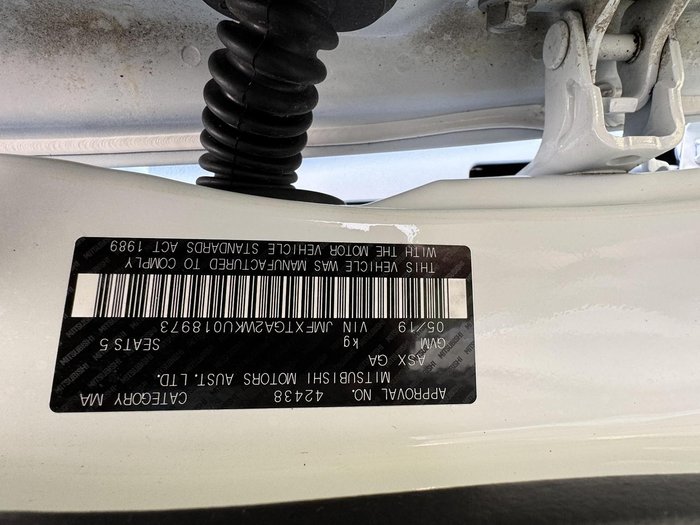 APPROVAL NO. 42438 CATEGORY MA
MITSUBISHI MOTORS AUST. LTD.
ASX GA
GVM kg SEATS 5
05/19 VIN JMFXTGA2WKU018973
THIS VEHICLE WAS MANUFACTURED TO COMPLY
WITH THE MOTOR VEHICLE STANDARDS ACT 1989